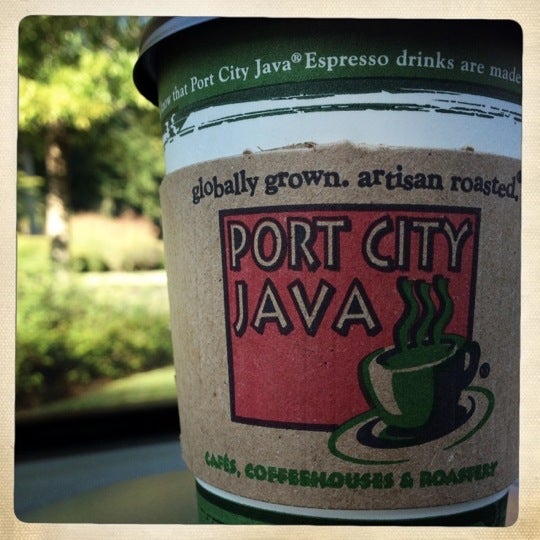 that Port City Java® Espresso drinks are made
globally grown. artisan roasted.®
PORT CITY
JAVA
®
CAFÉS, COFFEEHOUSES & ROASTERY